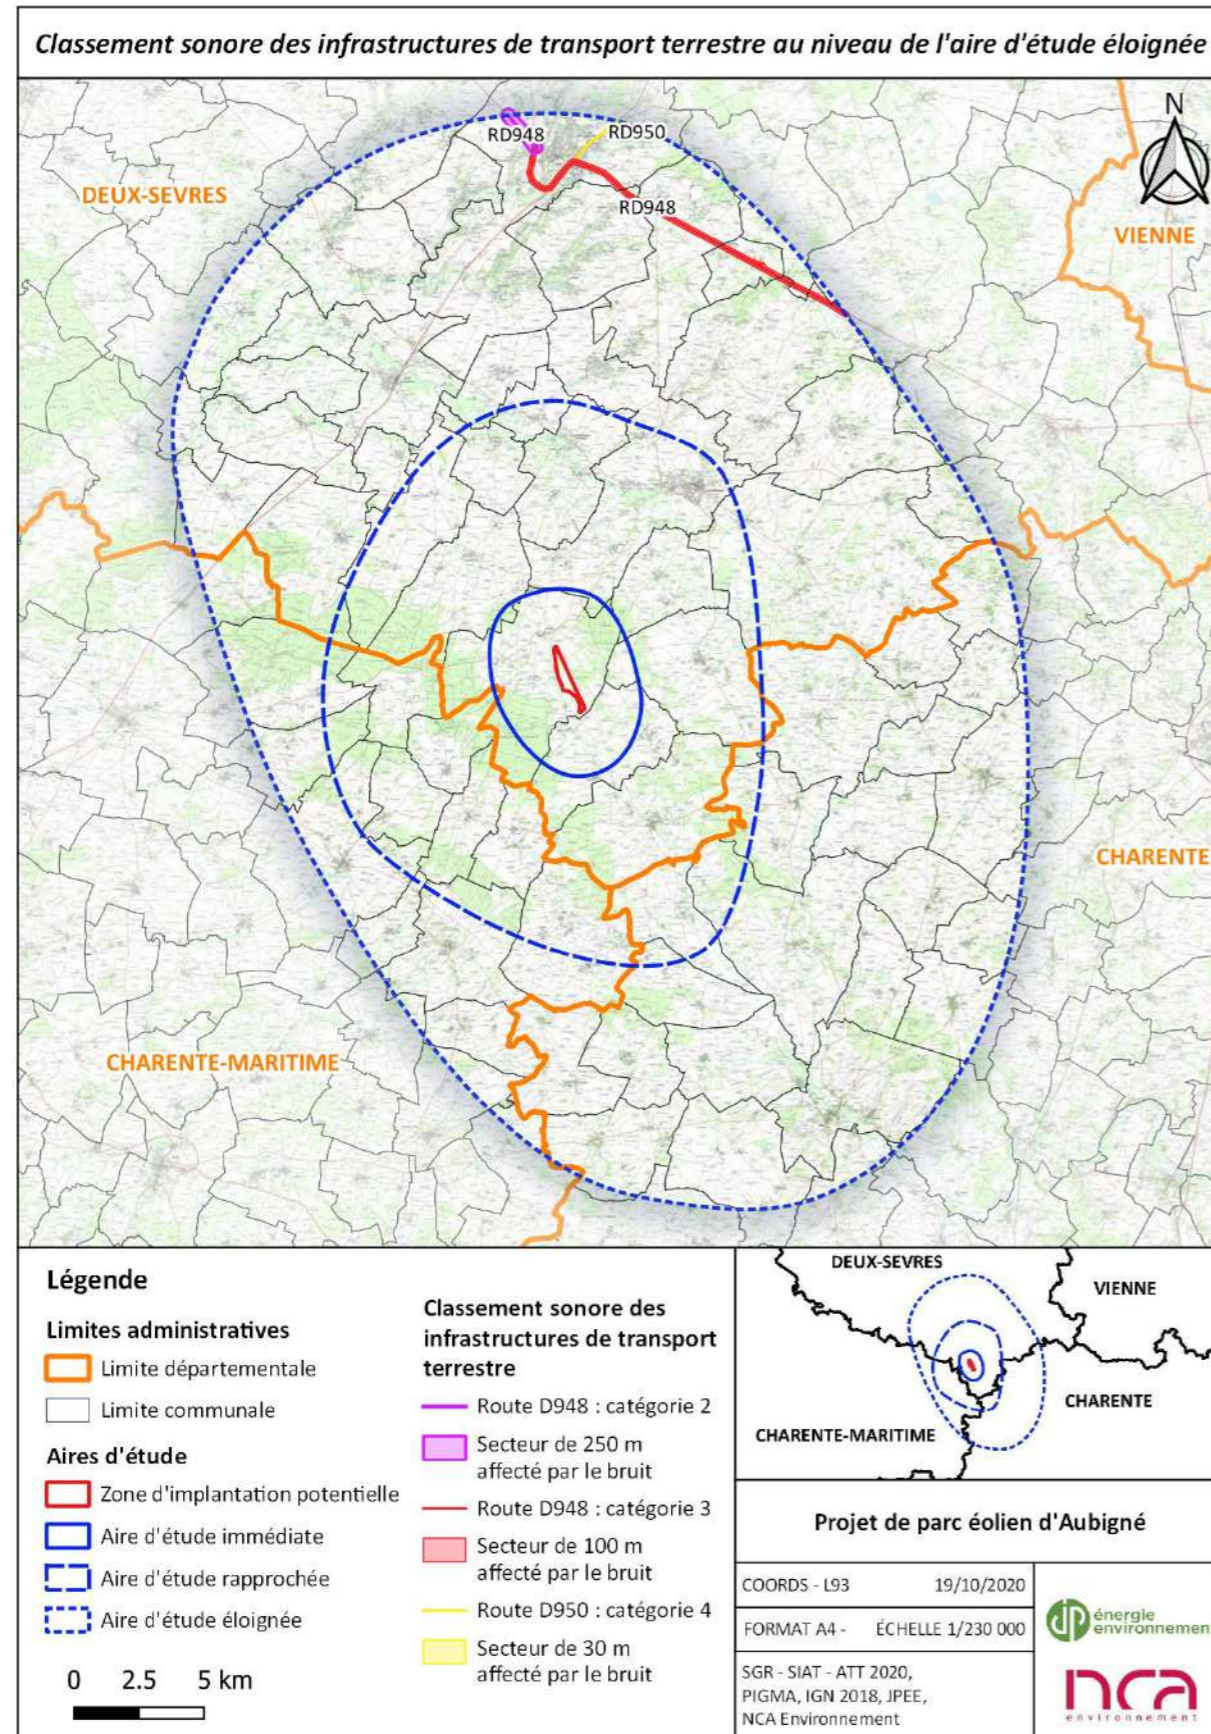 Classement sonore des infrastructures de transport terrestre au niveau de l'aire d'étude éloignée
N
RD948
RD950
DEUX-SEVRES
RD948
VIENNE
CHARENTE
CHARENTE-MARITIME
Légende
Limites administratives
Limite départementale
Limite communale
Aires d'étude
Zone d'implantation potentielle
Aire d'étude immédiate
Aire d'étude rapprochée
Aire d'étude éloignée
0 2.5 5 km
Classement sonore des
infrastructures de transport
terrestre
Route D948 : catégorie 2
Secteur de 250 m
affecté par le bruit
Route D948 : catégorie 3
Secteur de 100 m
affecté par le bruit
Route D950 : catégorie 4
Secteur de 30 m
affecté par le bruit
DEUX-SEVRES
VIENNE
CHARENTE
CHARENTE-MARITIME
Projet de parc éolien d'Aubigné
COORDS - L93 19/10/2020
FORMAT A4 - ÉCHELLE 1/230 000
SGR - SIAT - ATT 2020,
PIGMA, IGN 2018, JPEE,
NCA Environnement
jp énergie
environnement
nca
environnement